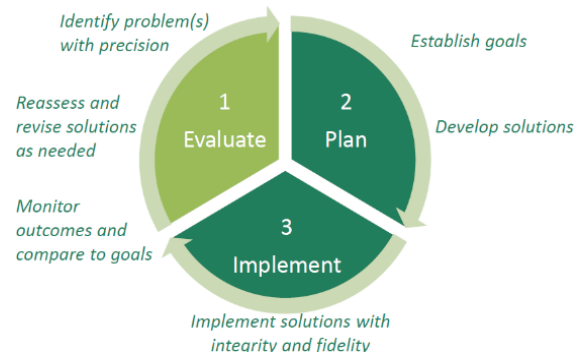 Identify problem(s)
with precision
Establish goals
1
Evaluate
2
Plan
Reassess and
revise solutions
as needed
Develop solutions
Monitor
outcomes and
compare to goals
3
Implement
Implement solutions with
integrity and fidelity